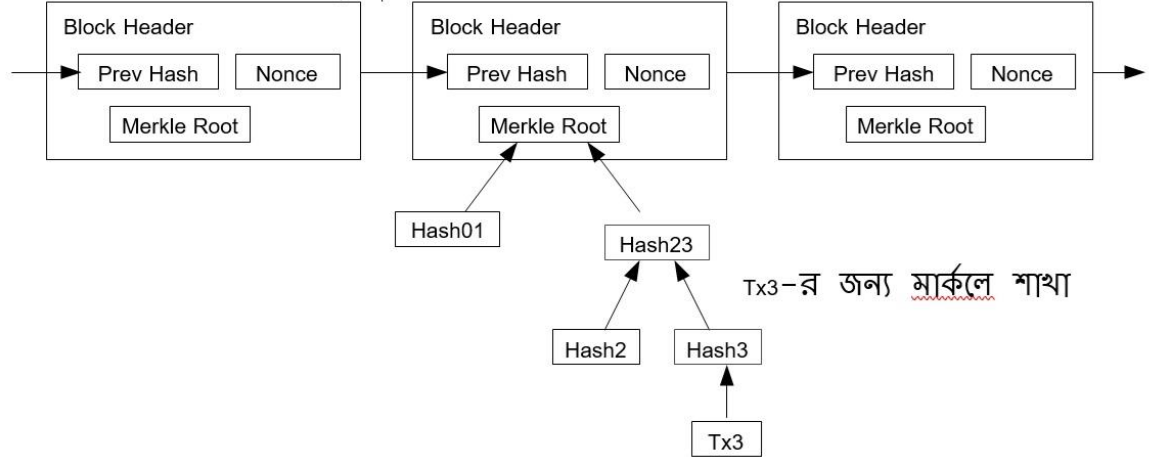 Block Header
Prev Hash
Nonce
Merkle Root
Block Header
Prev Hash
Nonce
Merkle Root
Block Header
Prev Hash
Nonce
Merkle Root
Hash01
Hash23
Tx3-র জন্য মার্কলে শাখা
Hash2
Hash3
Tx3